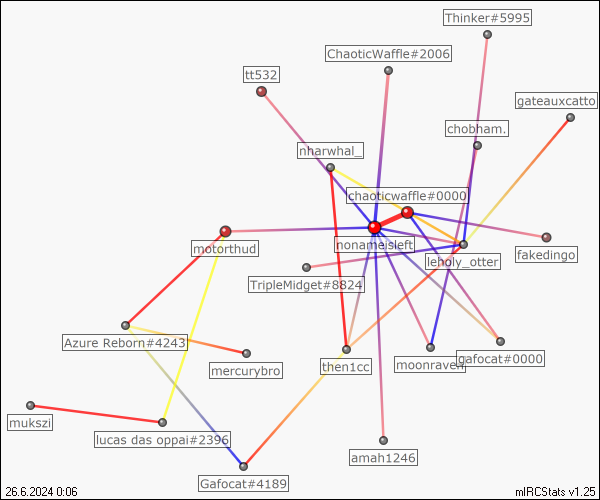 Thinker#5995
ChaoticWaffle#2006
tt532
gateauxcatto
chobham.
nharwhal_
chaoticwaffle#0000
nonameisleft
motorthud
leholy_otter
fakedingo
TripleMidget#8824
Azure Reborn#4243
mercurybro
then1cc
moonraven
gafocat#0000
mukszi
lucas das oppai#2396
amah1246
Gafocat#4189
26.6.2024 0:06
mIRCStats v1.25